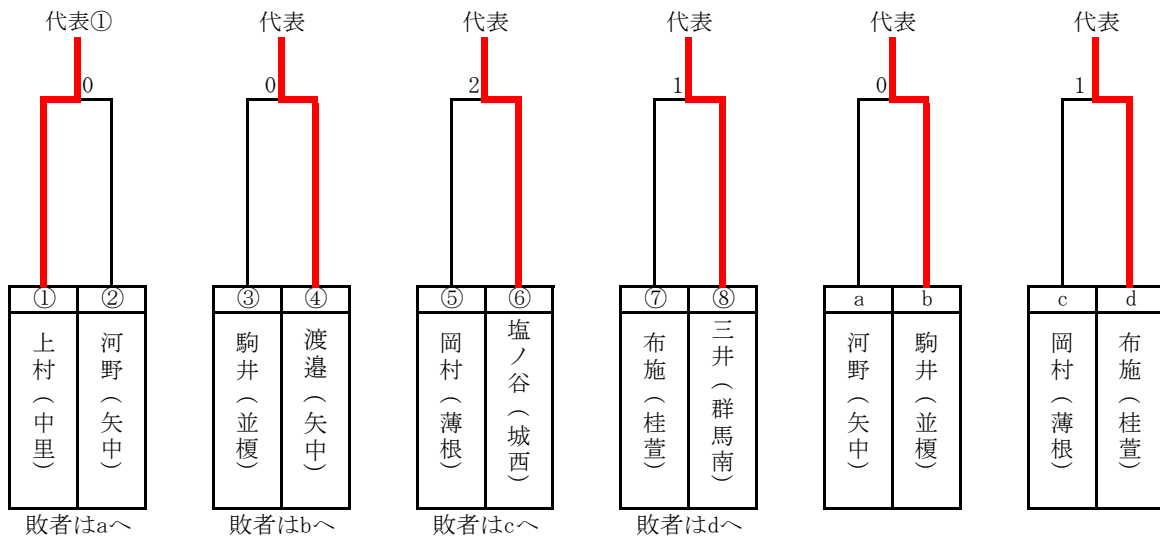 代表① 代表 代表 代表 代表 代表
0 0 2 1 0 1
① ② ③ ④ ⑤ ⑥ ⑦ ⑧ a b c d
上村（中里）
河野（矢中）
駒井（並榎）
渡邉（矢中）
岡村（薄根）
塩ノ谷（城西）
布施（桂萱）
三井（群馬南）
河野（矢中）
駒井（並榎）
岡村（薄根）
布施（桂萱）
敗者はaへ 敗者はbへ 敗者はcへ 敗者はdへ